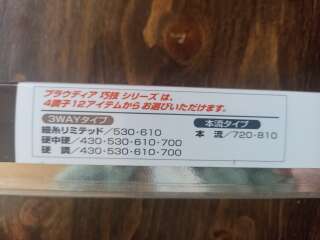 プラウディア 巧技 シリーズ は、
4調子12アイテムからお選びいただけます。
3WAYタイプ
細糸リミテッド/530・610
硬中硬/430・530・610・700
硬 調/430・530・610・700
本流タイプ
本 流/720・810